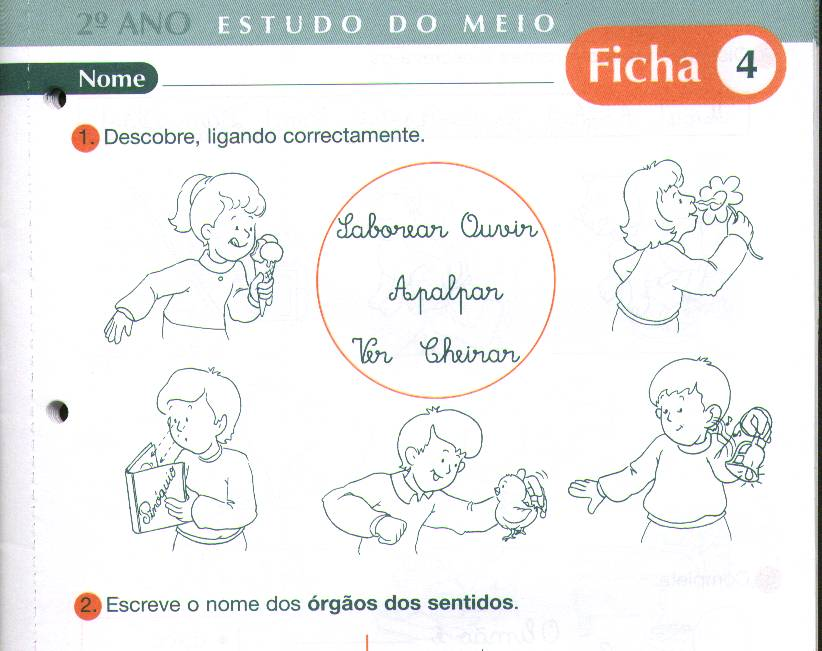 2º ANO ESTUDO DO MEIO
Nome
Ficha 4
1. Descobre, ligando correctamente.
Saborear Ouvir
Apalpar
Ver Cheirar
Pinóquio
2. Escreve o nome dos órgãos dos sentidos.